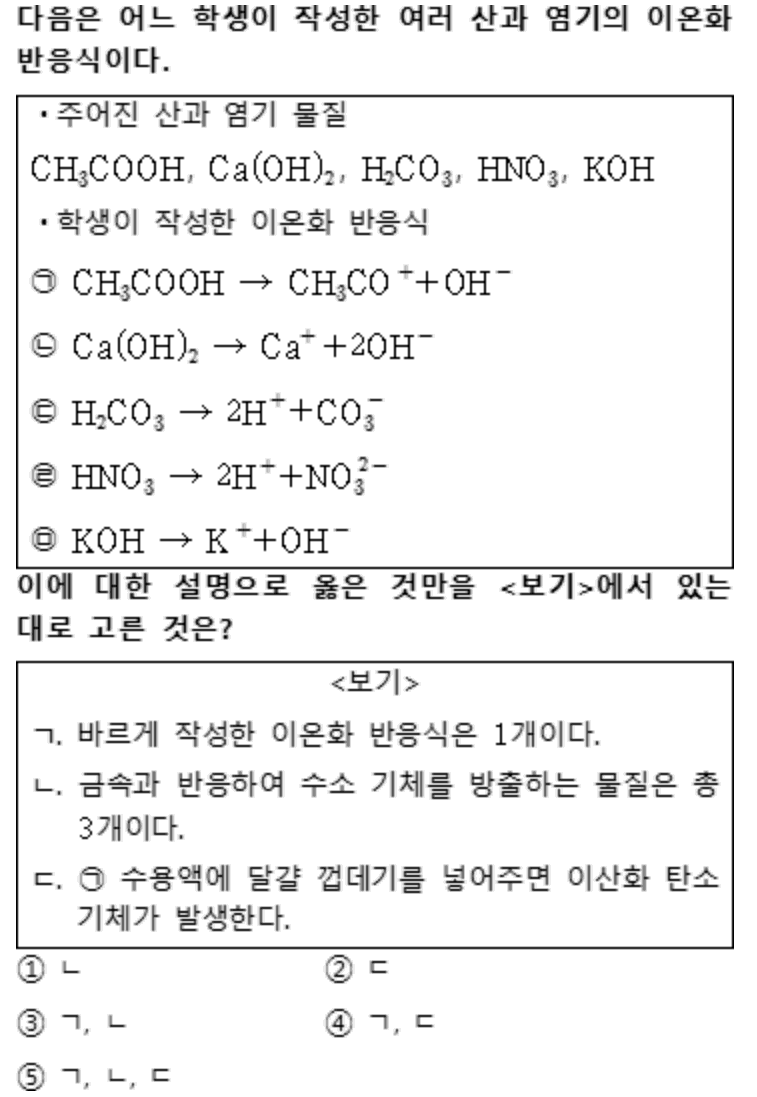 다음은 어느 학생이 작성한 여러 산과 염기의 이온화
반응식이다.
・주어진 산과 염기 물질
CH₃COOH, Ca(OH)₂, H₂CO₃, HNO₃, KOH
・학생이 작성한 이온화 반응식
㉠ CH₃COOH → CH₃CO⁺+OH⁻
㉡ Ca(OH)₂ → Ca⁺+2OH⁻
㉢ H₂CO₃ → 2H⁺+CO₃⁻
㉣ HNO₃ → 2H⁺+NO₃²⁻
㉤ KOH → K⁺+OH⁻
이에 대한 설명으로 옳은 것만을 <보기>에서 있는
대로 고른 것은?
<보기>
ㄱ. 바르게 작성한 이온화 반응식은 1개이다.
ㄴ. 금속과 반응하여 수소 기체를 방출하는 물질은 총
3개이다.
ㄷ. ㉠ 수용액에 달걀 껍데기를 넣어주면 이산화 탄소
기체가 발생한다.
① ㄴ ② ㄷ
③ ㄱ, ㄴ ④ ㄱ, ㄷ
⑤ ㄱ, ㄴ, ㄷ